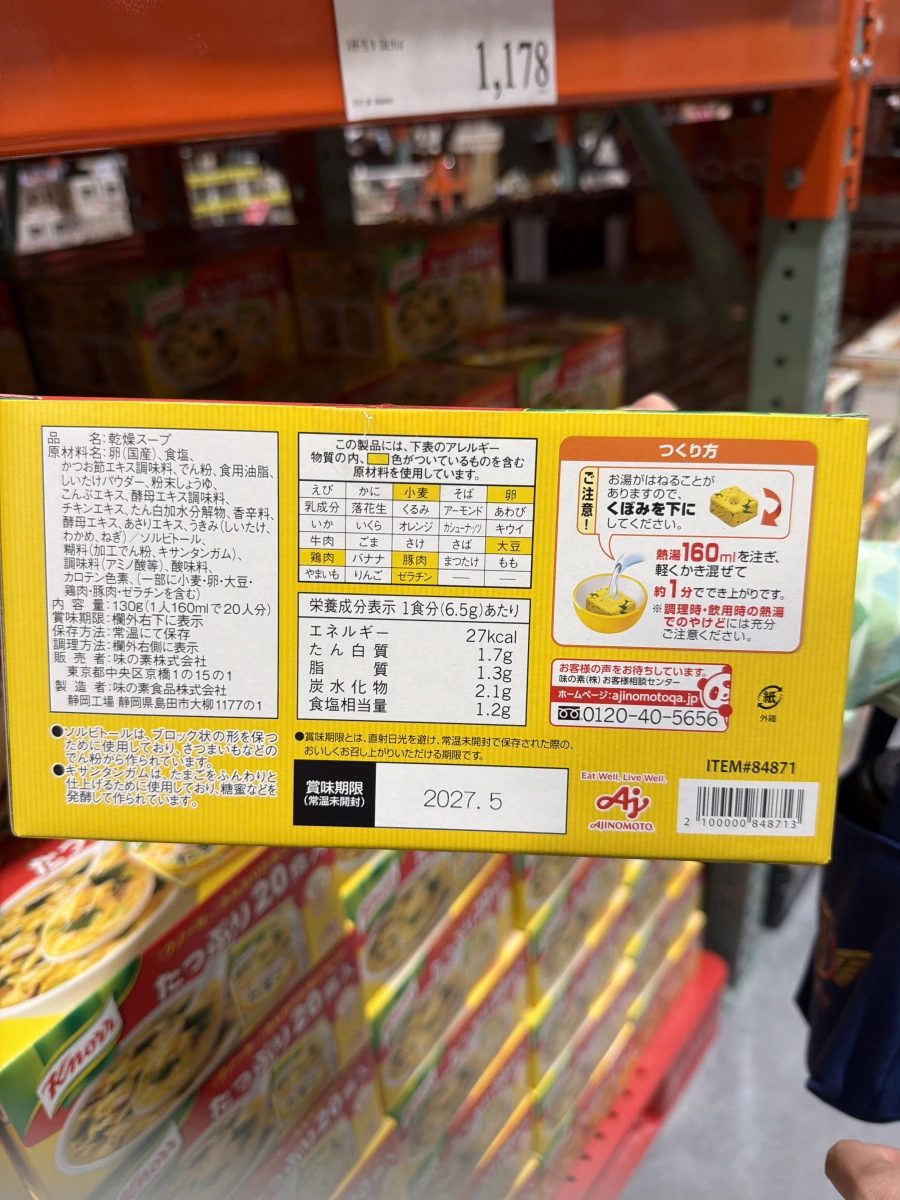 1,178
品　　名:乾燥スープ
原材料名:卵(国産)、食塩、
かつお節エキス調味料、でん粉、食用油脂、
しいたけパウダー、粉末しょうゆ、
こんぶエキス、酵母エキス調味料、
チキンエキス、たん白加水分解物、香辛料、
酵母エキス、あさりエキス、うきみ(しいたけ、
わかめ、ねぎ)／ソルビトール、
糊料(加工でん粉、キサンタンガム)、
調味料(アミノ酸等)、酸味料、
カロテン色素、(一部に小麦・卵・大豆・
鶏肉・豚肉・ゼラチンを含む)
内 容 量:130g(1人160mlで20人分)
賞味期限:欄外右下に表示
保存方法:常温にて保存
調理方法:欄外右側に表示
販 売 者:味の素株式会社
東京都中央区京橋1の15の1
製 造 者:味の素食品株式会社
静岡工場 静岡県島田市大柳1177の1
●ソルビトールは、ブロック状の形を保つ
ために使用しており、さつまいもなどの
でん粉から作られています。
●キサンタンガムは、たまごをふんわりと
仕上げるために使用しており、糖蜜などを
発酵して作られています。
この製品には、下表のアレルギー
物質の内、色がついているものを含む
原材料を使用しています。
えび かに 小麦 そば 卵
乳成分 落花生 くるみ アーモンド あわび
いか いくら オレンジ カシューナッツ キウイ
牛肉 ごま さけ さば 大豆
鶏肉 バナナ 豚肉 まつたけ もも
やまいも りんご ゼラチン ― ―
栄養成分表示 1食分(6.5g)あたり
エネルギー 27kcal
たん白質 1.7g
脂質 1.3g
炭水化物 2.1g
食塩相当量 1.2g
●賞味期限とは、直射日光を避け、常温未開封で保存された際の、
おいしくお召し上がりいただける期限です。
賞味期限
(常温未開封)
2027. 5
つくり方
ご注意!
お湯がはねることが
ありますので、
くぼみを下に
してください。
熱湯160mlを注ぎ、
軽くかき混ぜて
約1分でき上がりです。
※調理時・飲用時の熱湯
でのやけどには充分
ご注意ください。
お客様の声をお待ちしています。
味の素(株)お客様相談センター
ホームページ:ajinomotoqa.jp
0120-40-5656
紙
外箱
Eat Well, Live Well.
Aj
AJINOMOTO
ITEM#84871
2 100000 848713
Knorr
たっぷり20食入
たっぷり20食入
Knorr